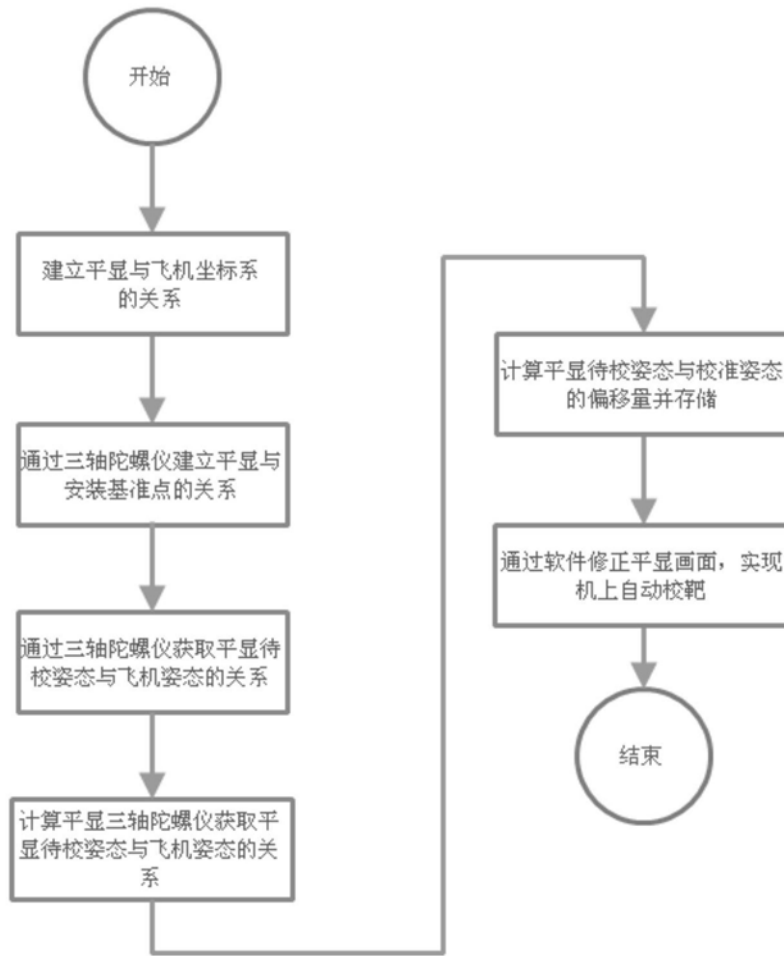 开始
建立平显与飞机坐标系
的关系
通过三轴陀螺仪建立平显与
安装基准点的关系
通过三轴陀螺仪获取平显待
校姿态与飞机姿态的关系
计算平显三轴陀螺仪获取平
显待校姿态与飞机姿态的关
系
计算平显待校姿态与校准姿态
的偏移量并存储
通过软件修正平显画面，实现
机上自动校靶
结束